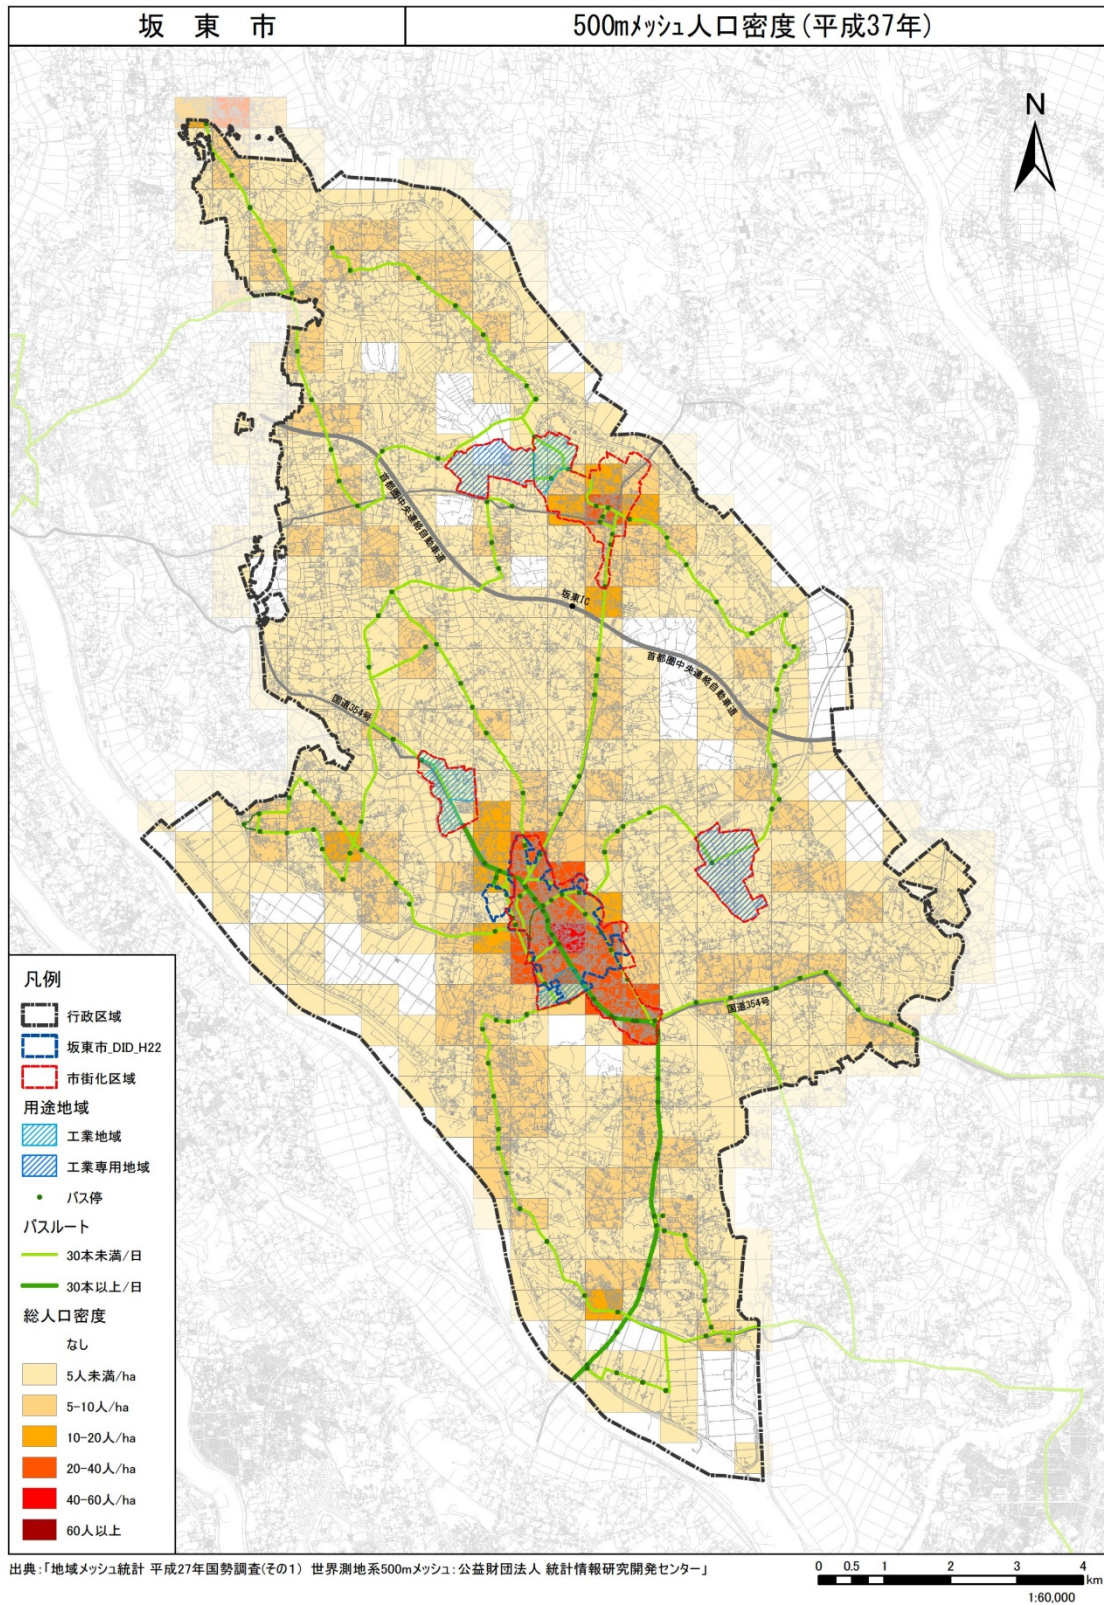 坂東市
500mメッシュ人口密度(平成37年)
N
首都圏中央連絡自動車道
坂東IC
首都圏中央連絡自動車道
国道354号
国道354号
凡例
行政区域
坂東市_DID_H22
市街化区域
用途地域
工業地域
工業専用地域
バス停
バスルート
30本未満/日
30本以上/日
総人口密度
なし
5人未満/ha
5-10人/ha
10-20人/ha
20-40人/ha
40-60人/ha
60人以上
出典:「地域メッシュ統計 平成27年国勢調査(その1) 世界測地系500mメッシュ:公益財団法人 統計情報研究開発センター」
0 0.5 1 2 3 4
km
1:60,000